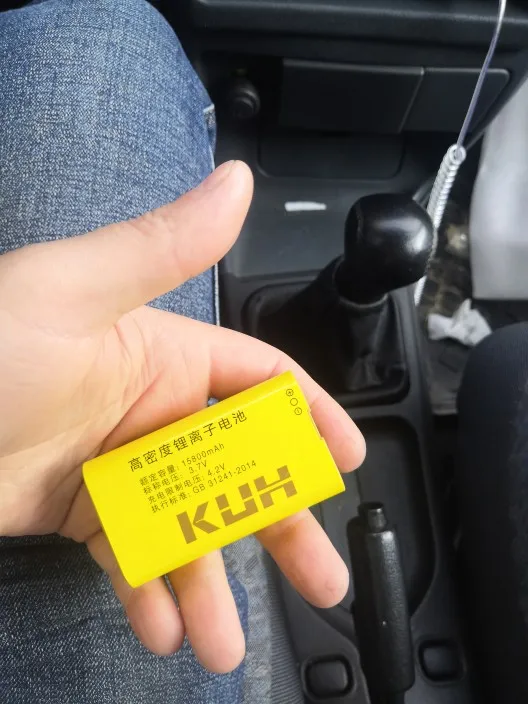 高密度锂离子电池
额定容量: 15800mAh
标称电压: 3.7V
充电限制电压: 4.2V
执行标准: GB 31241-2014
KUH